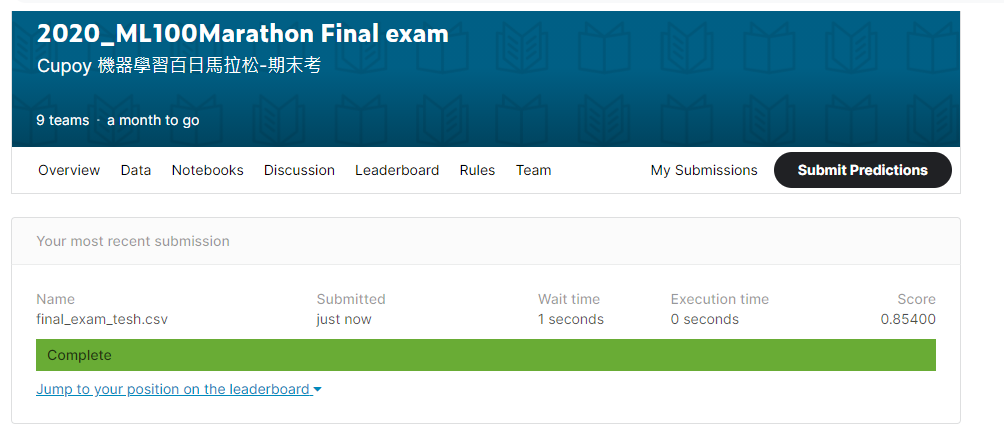 2020_ML100Marathon Final exam
Cupoy 機器學習百日馬拉松-期末考
9 teams · a month to go
Overview Data Notebooks Discussion Leaderboard Rules Team My Submissions Submit Predictions
Your most recent submission
Name Submitted Wait time Execution time Score
final_exam_tesh.csv just now 1 seconds 0 seconds 0.85400
Complete
Jump to your position on the leaderboard